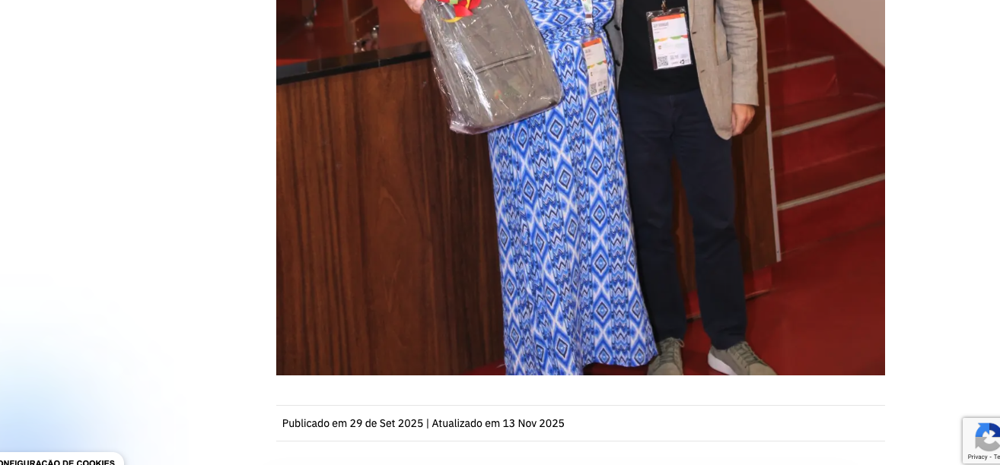 Publicado em 29 de Set 2025 | Atualizado em 13 Nov 2025
ONFIGURAÇÃO DE COOKIES
Privacy - Te